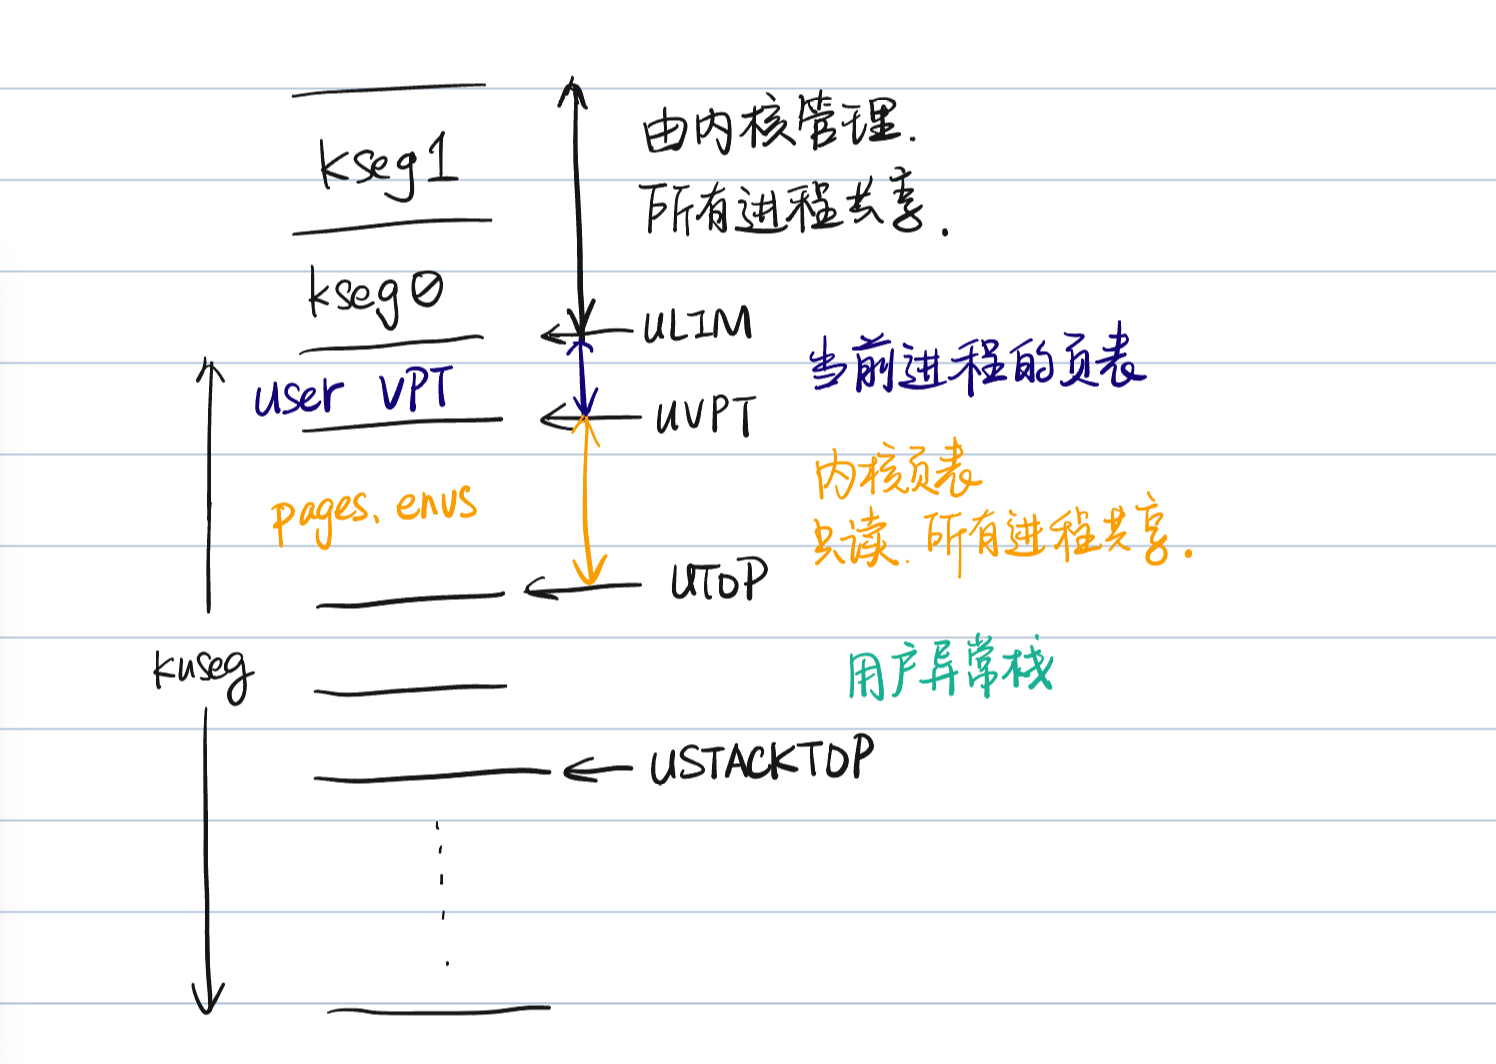 kseg1
由内核管理.
所有进程共享.
kseg0
ULIM
user VPT
当前进程的页表
UVPT
pages、envs
内核页表
只读.所有进程共享.
UTOP
kuseg
用户异常栈
USTACKTOP